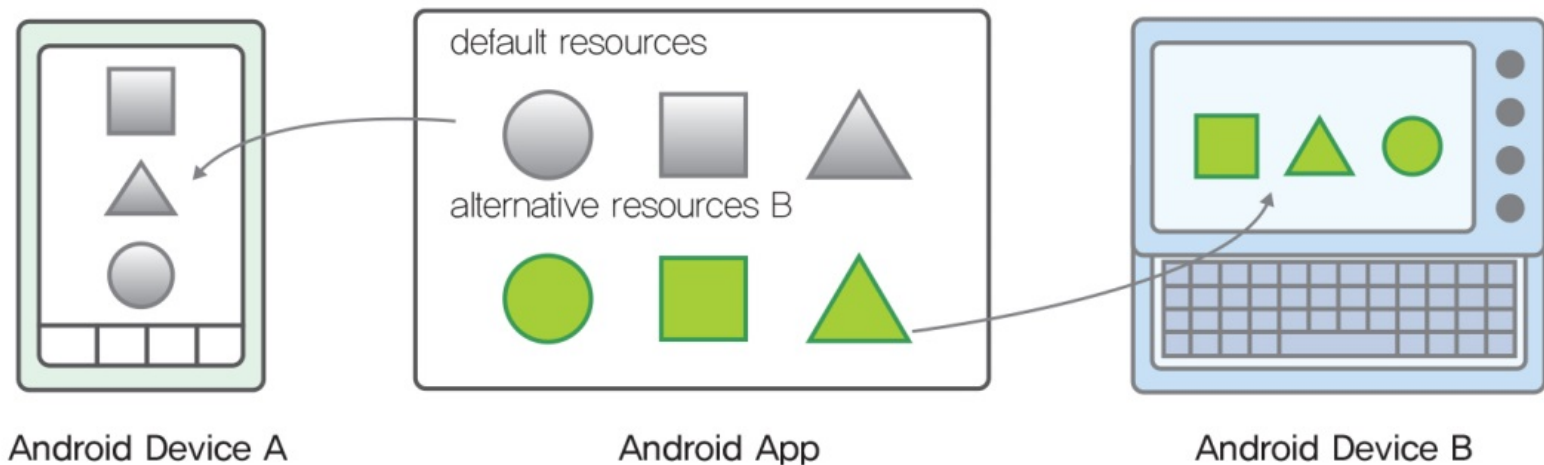 default resources
alternative resources B
Android Device A
Android App
Android Device B